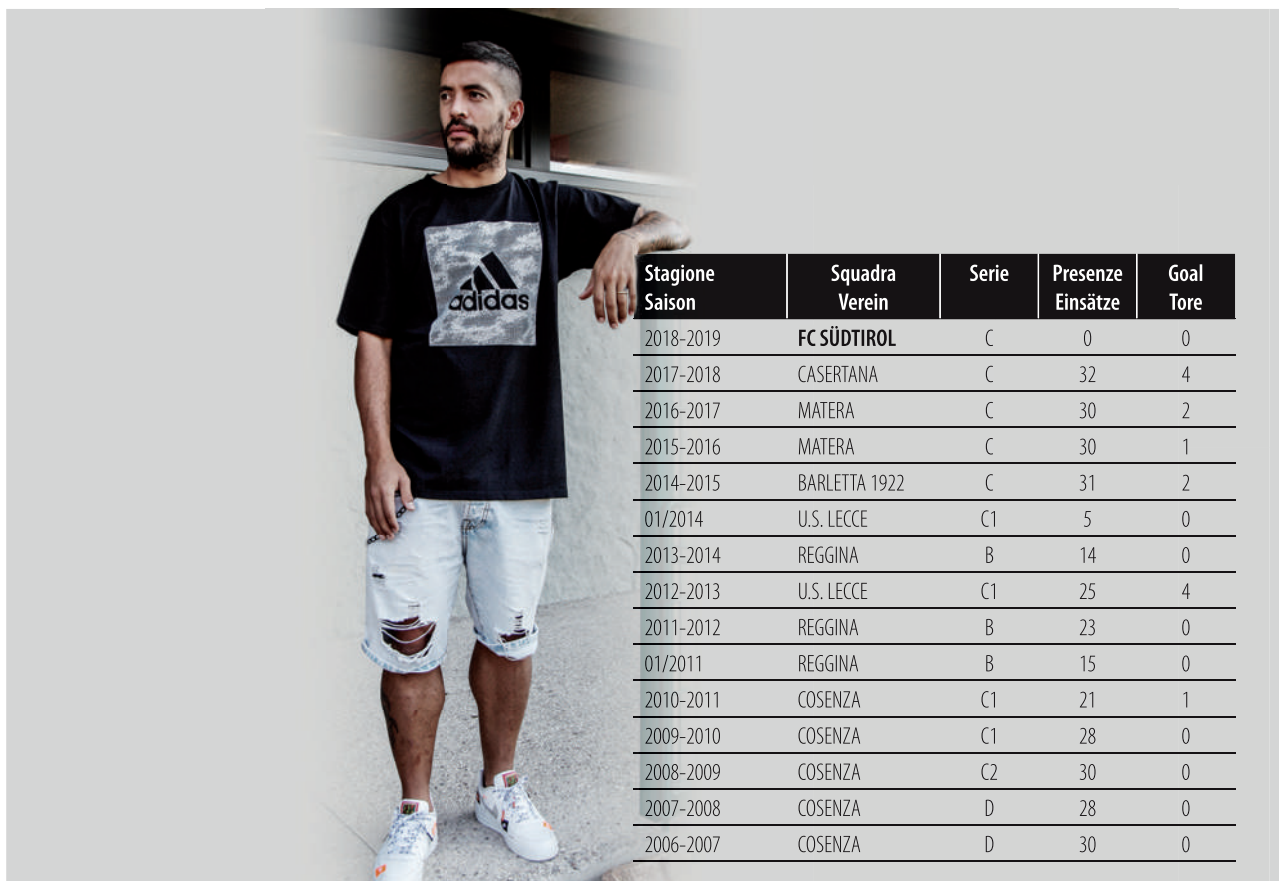 adidas
Stagione Squadra Serie Presenze Goal
Saison Verein Einsätze Tore
2018-2019 FC SÜDTIROL C 0 0
2017-2018 CASERTANA C 32 4
2016-2017 MATERA C 30 2
2015-2016 MATERA C 30 1
2014-2015 BARLETTA 1922 C 31 2
01/2014 U.S. LECCE C1 5 0
2013-2014 REGGINA B 14 0
2012-2013 U.S. LECCE C1 25 4
2011-2012 REGGINA B 23 0
01/2011 REGGINA B 15 0
2010-2011 COSENZA C1 21 1
2009-2010 COSENZA C1 28 0
2008-2009 COSENZA C2 30 0
2007-2008 COSENZA D 28 0
2006-2007 COSENZA D 30 0